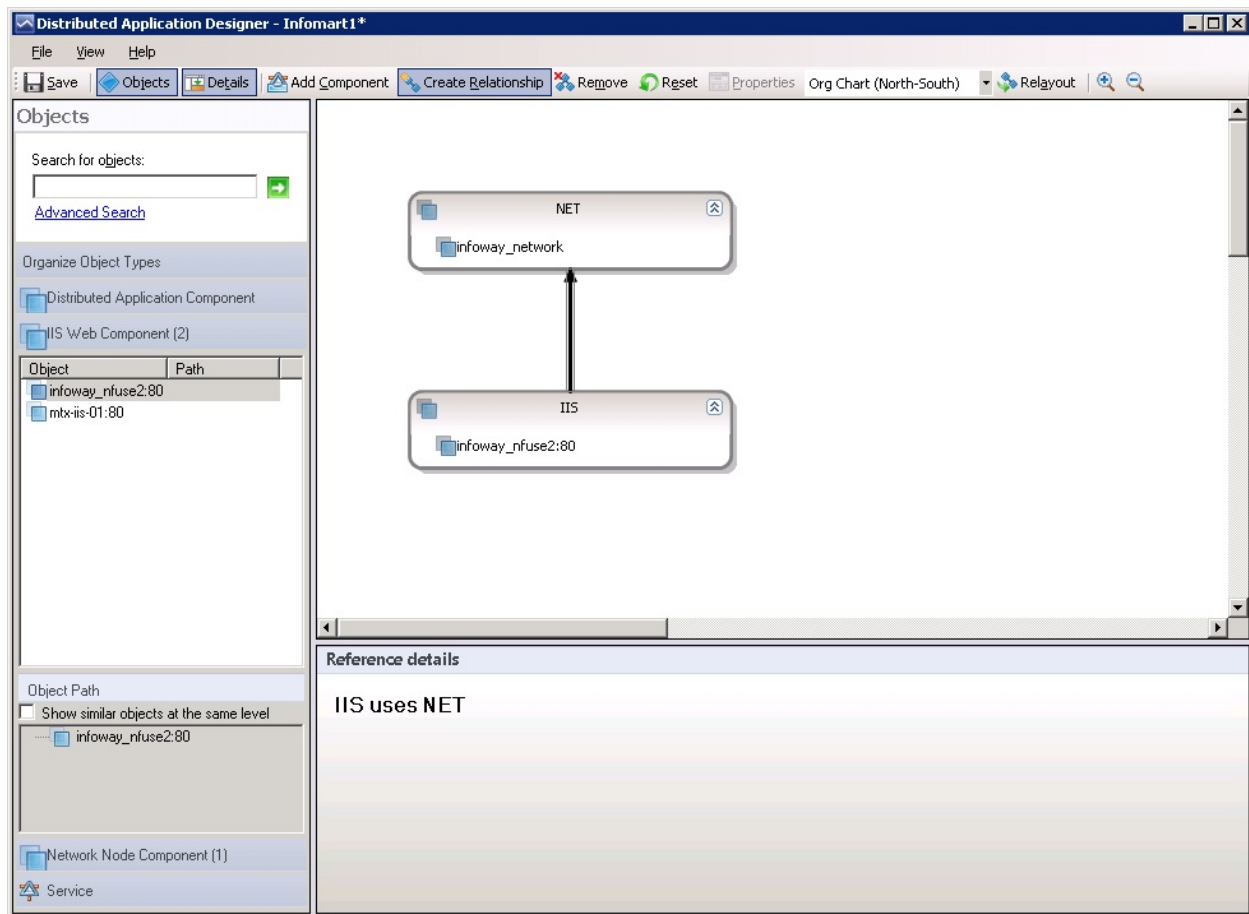 Distributed Application Designer - Infomart1*
File View Help
Save Objects Details Add Component Create Relationship Remove Reset Properties Org Chart (North-South) Relayout
Objects
Search for objects:
Advanced Search
Organize Object Types
Distributed Application Component
IIS Web Component (2)
Object Path
infoway_nfuse2:80
mtx-iis-01:80
Object Path
Show similar objects at the same level
infoway_nfuse2:80
Network Node Component (1)
Service
NET
infoway_network
IIS
infoway_nfuse2:80
Reference details
IIS uses NET